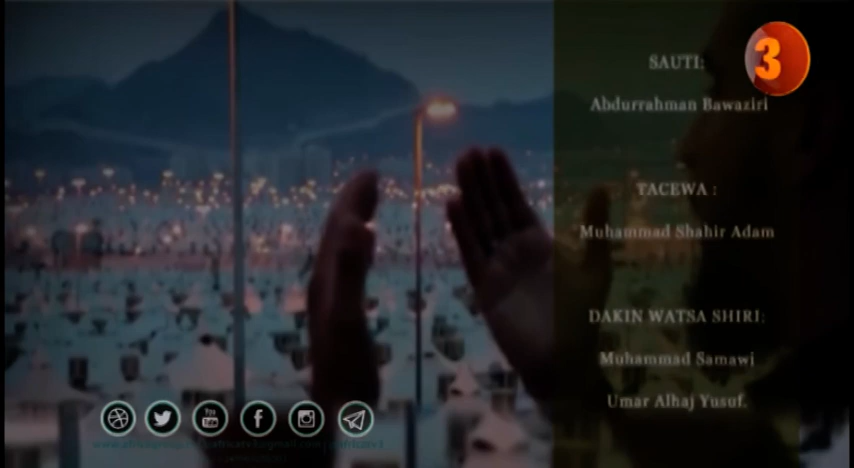 3
SAUTI:
Abdurrahman Bawaziri
TACEWA :
Muhammad Shahir Adam
DAKIN WATSA SHIRI:
Muhammad Samawi
Umar Alhaj Yusuf.